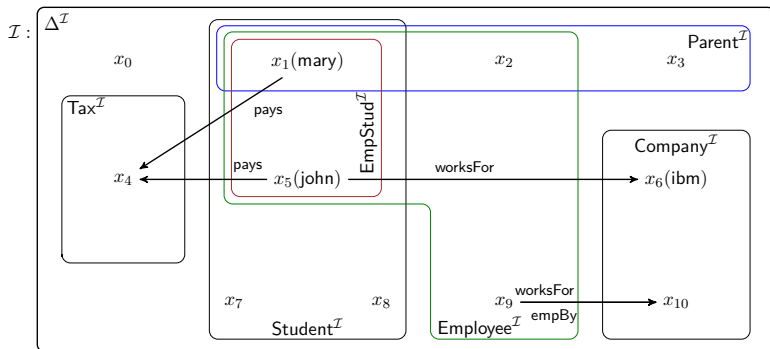 Δ^ℐ
ℐ :
Parent^ℐ
x₀
x₁(mary)
x₂
x₃
Tax^ℐ
pays
EmpStud^ℐ
Company^ℐ
pays
worksFor
x₄
x₅(john)
x₆(ibm)
worksFor
x₇
x₈
x₉
x₁₀
empBy
Student^ℐ
Employee^ℐ